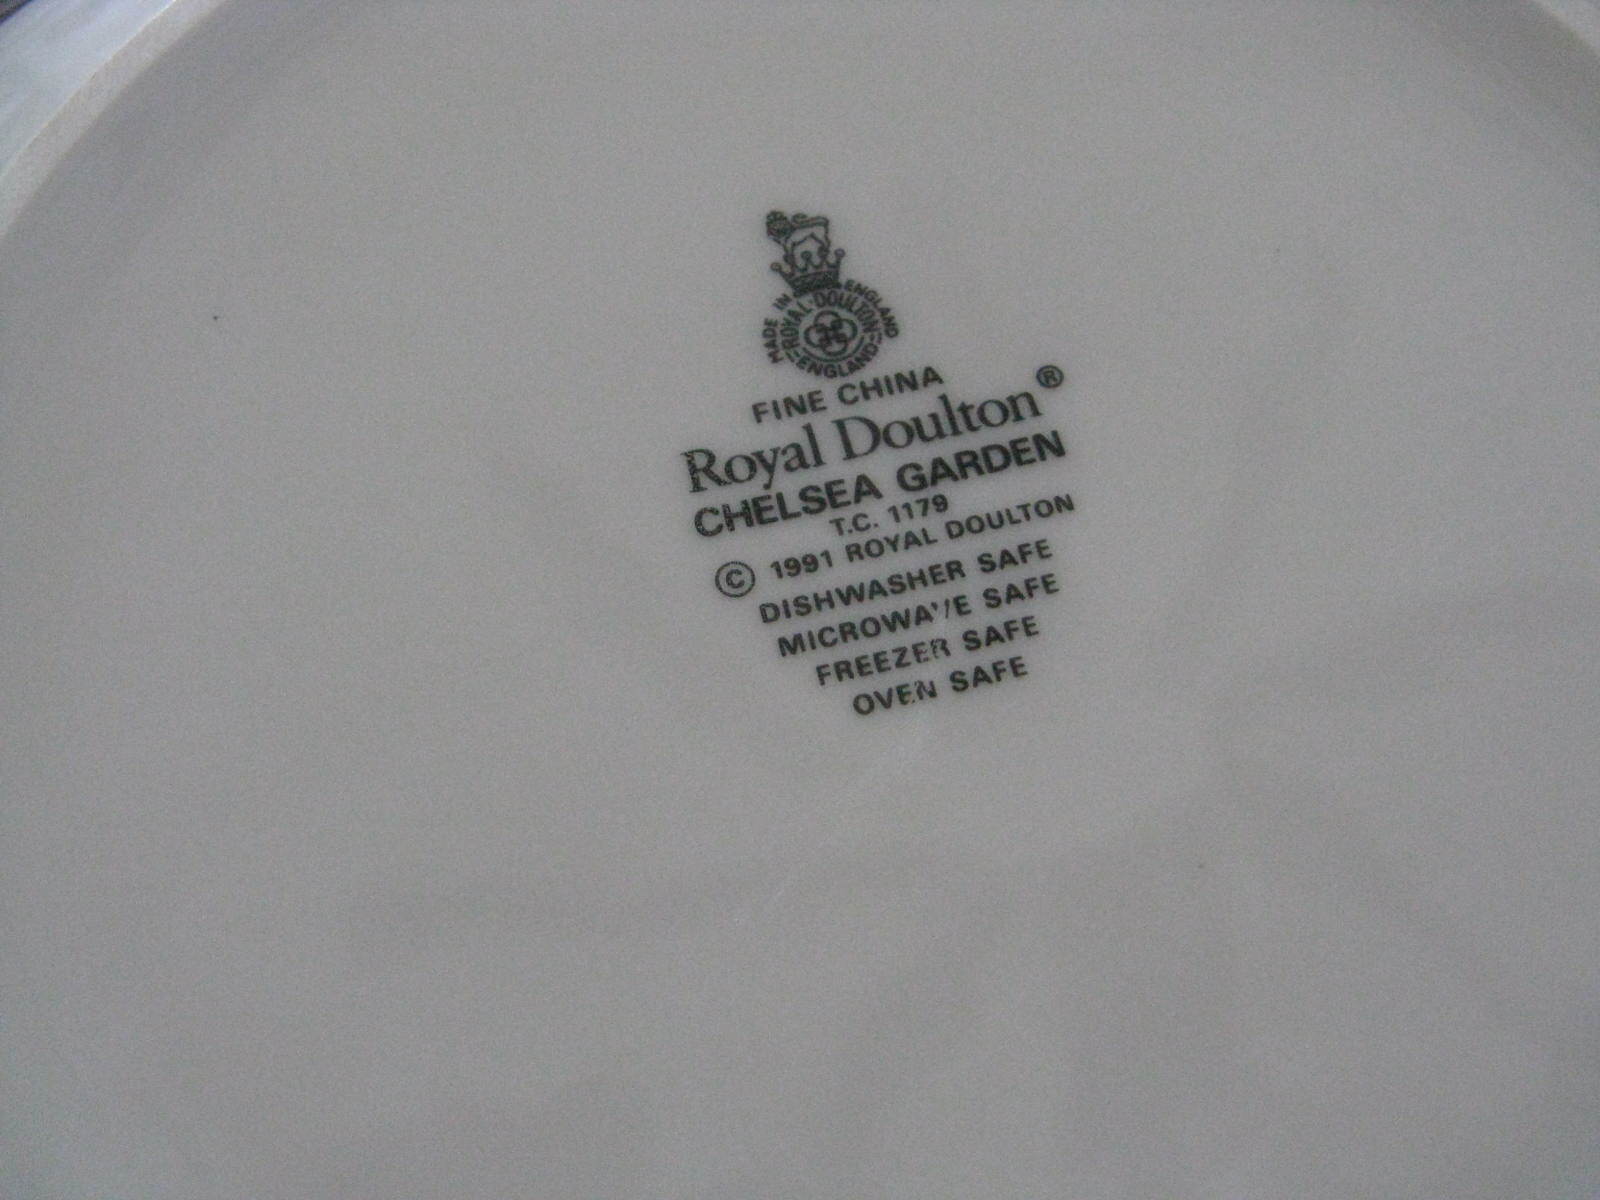 MADE IN ENGLAND
ROYAL·DOULTON
ENGLAND
FINE CHINA
Royal Doulton®
CHELSEA GARDEN
T.C. 1179
© 1991 ROYAL DOULTON
DISHWASHER SAFE
MICROWAVE SAFE
FREEZER SAFE
OVEN SAFE